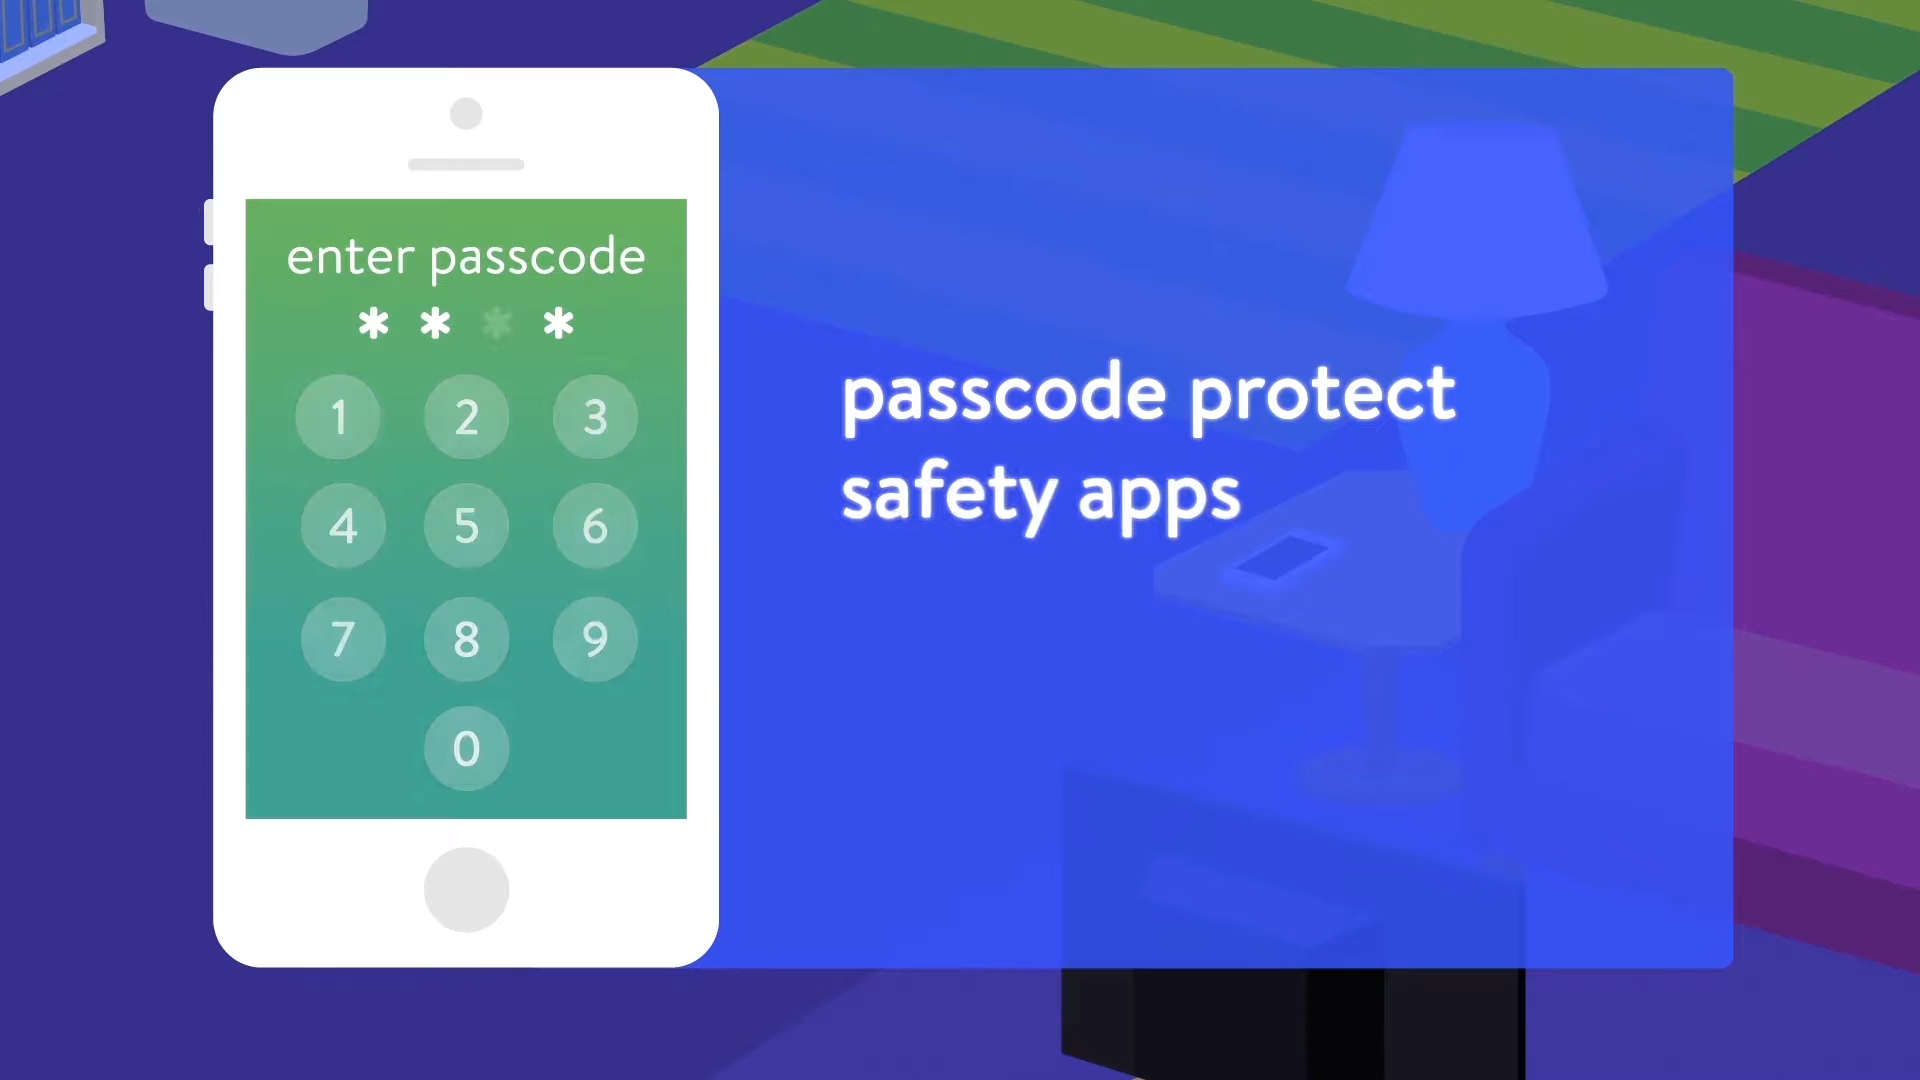 enter passcode
* * * *
1 2 3
4 5 6
7 8 9
0
passcode protect
safety apps